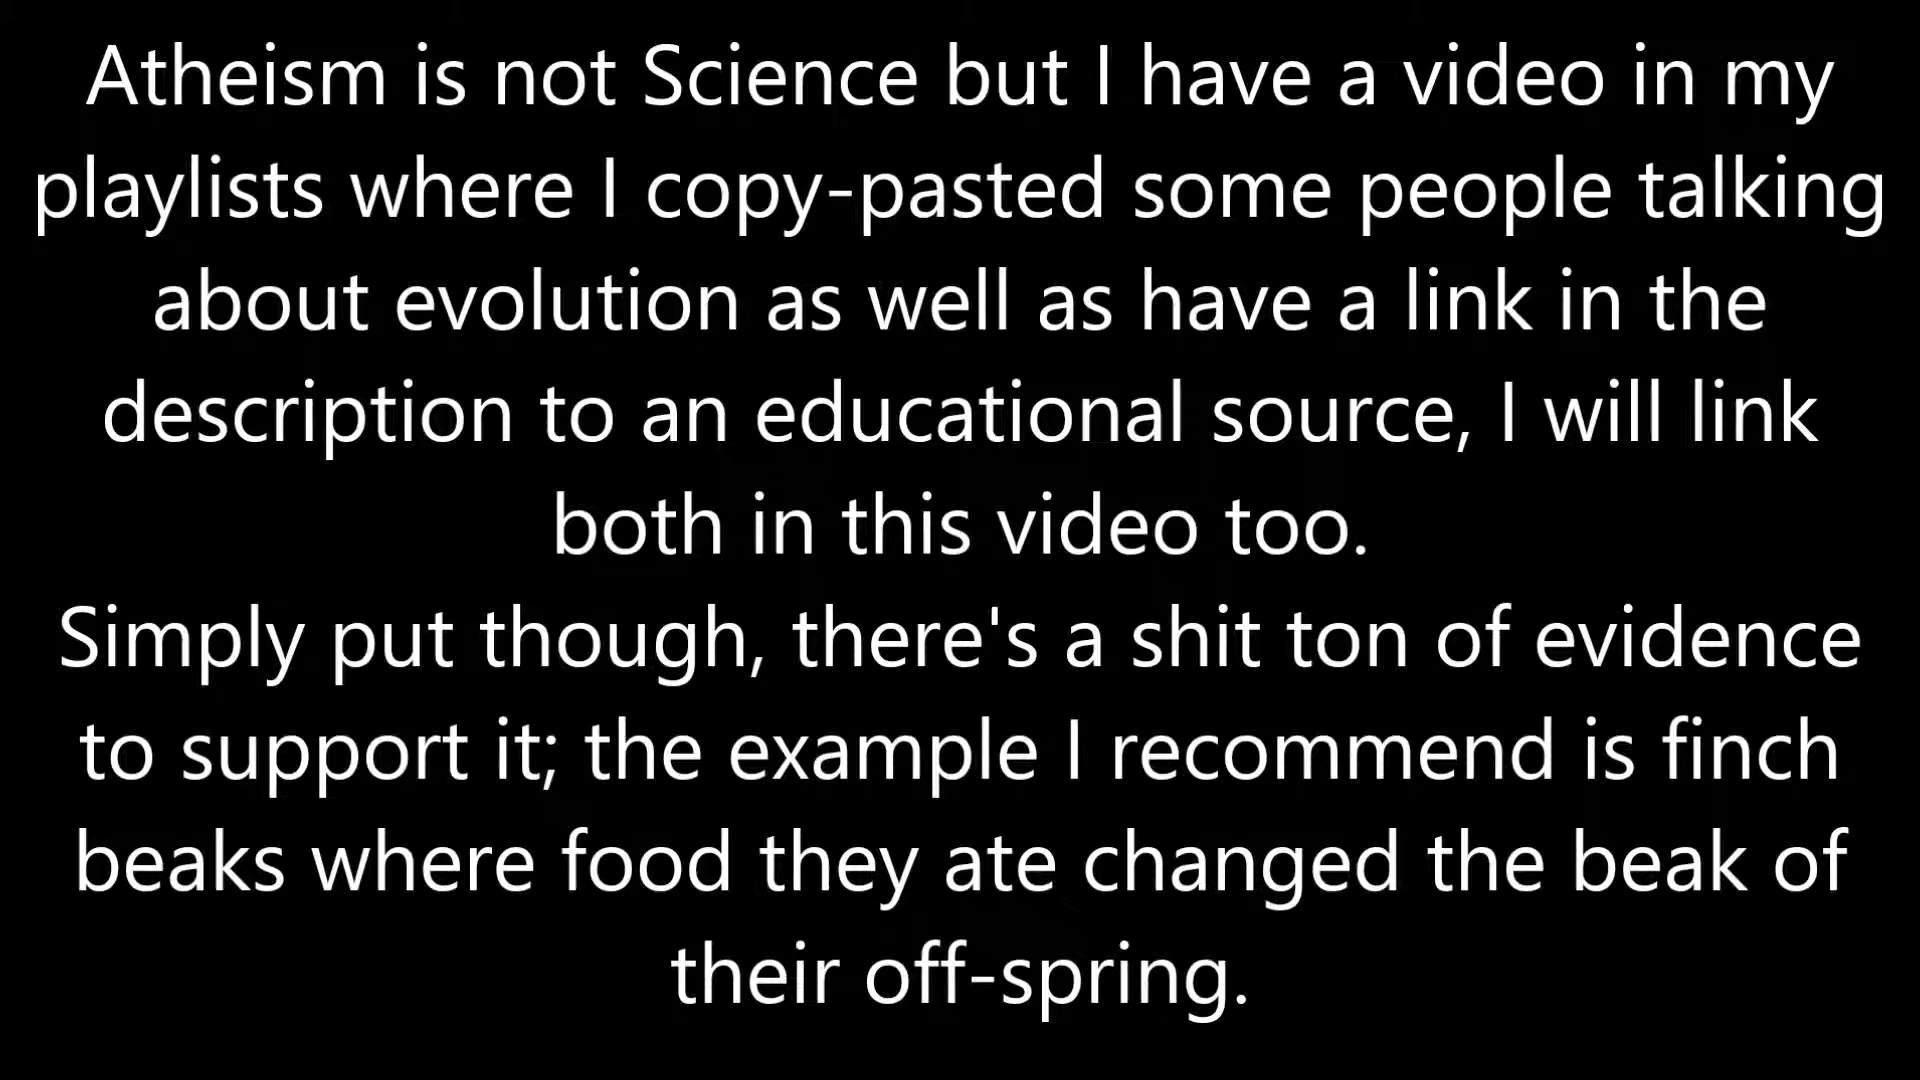 Atheism is not Science but I have a video in my
playlists where I copy-pasted some people talking
about evolution as well as have a link in the
description to an educational source, I will link
both in this video too.
Simply put though, there's a shit ton of evidence
to support it; the example I recommend is finch
beaks where food they ate changed the beak of
their off-spring.